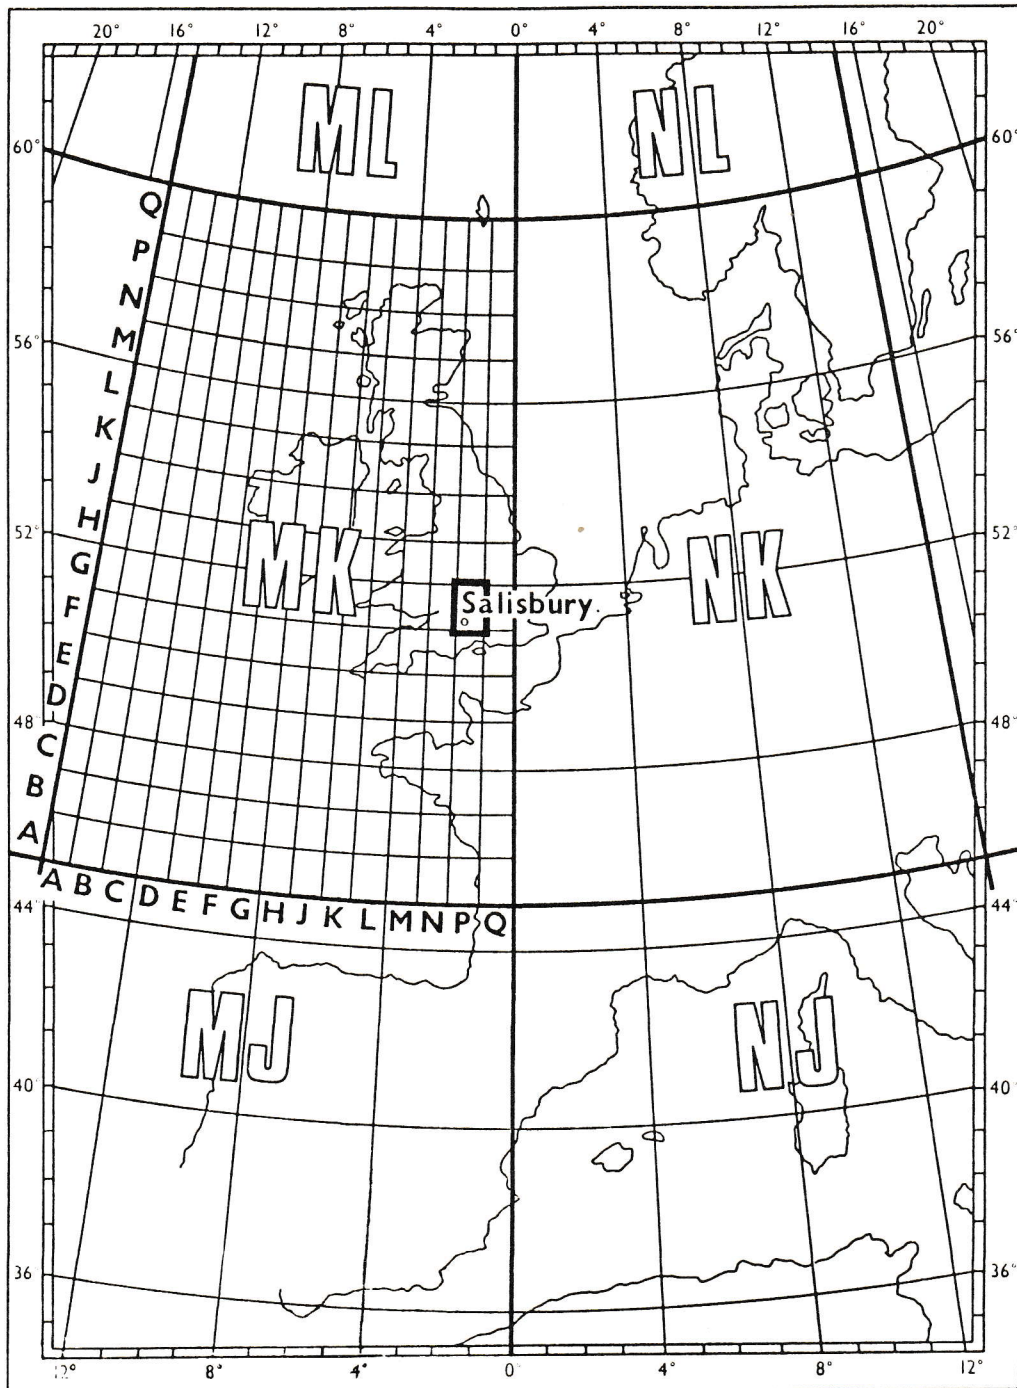 20° 16° 12° 8° 4° 0° 4° 8° 12° 16° 20°
ML NL
60° 60°
Q
P
N
M
56° 56°
L
K
J
H
52° 52°
G
MK NK
F
Salisbury
E
D
48° 48°
C
B
A
A B C D E F G H J K L M N P Q
44° 44°
MJ NJ
40° 40°
36° 36°
12° 8° 4° 0° 4° 8° 12°